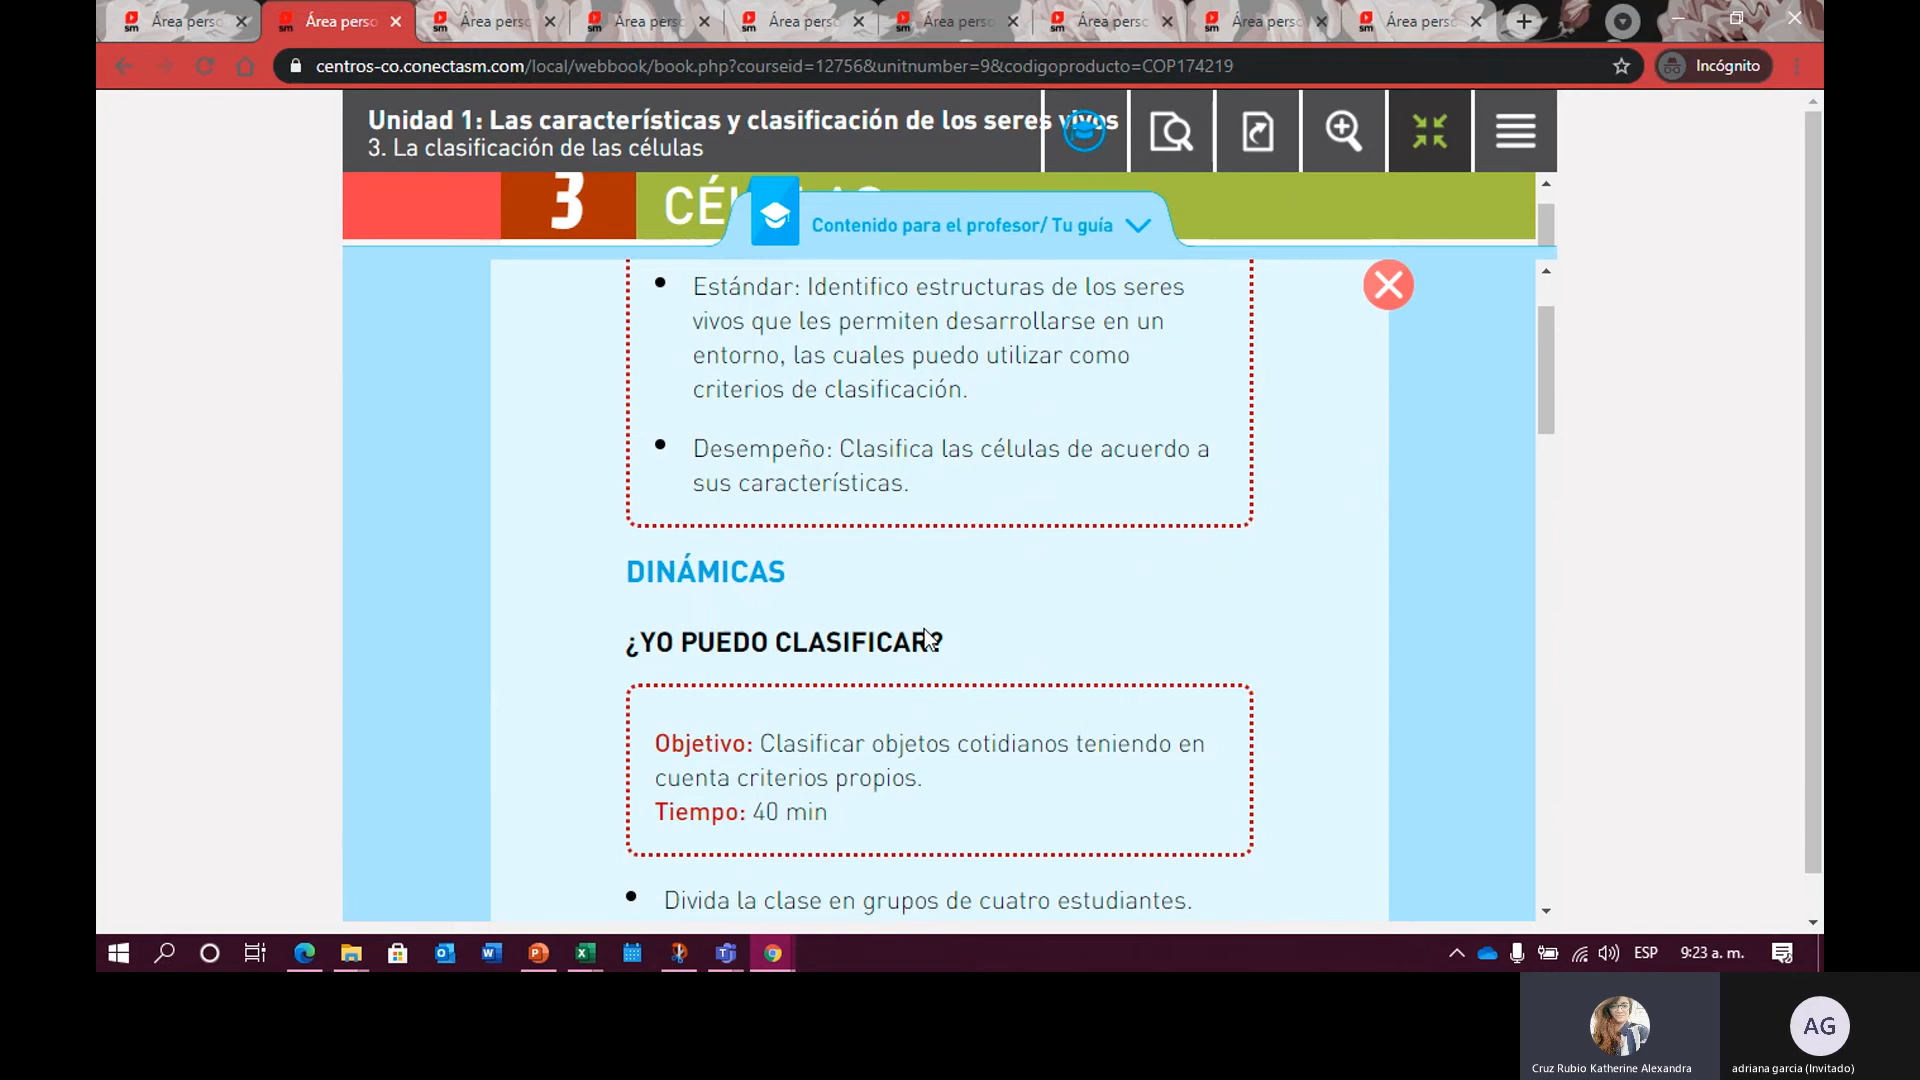 Área perso
Área perso
Área perso
Área perso
Área perso
Área perso
Área perso
Área perso
Área perso
centros-co.conectasm.com/local/webbook/book.php?courseid=12756&unitnumber=9&codigoproducto=COP174219
Incógnito
Unidad 1: Las características y clasificación de los seres vivos
3. La clasificación de las células
3
Contenido para el profesor/ Tu guía
Estándar: Identifico estructuras de los seres
vivos que les permiten desarrollarse en un
entorno, las cuales puedo utilizar como
criterios de clasificación.
Desempeño: Clasifica las células de acuerdo a
sus características.
DINÁMICAS
¿YO PUEDO CLASIFICAR?
Objetivo: Clasificar objetos cotidianos teniendo en
cuenta criterios propios.
Tiempo: 40 min
Divida la clase en grupos de cuatro estudiantes.
ESP
9:23 a. m.
AG
Cruz Rubio Katherine Alexandra
adriana garcia (Invitado)